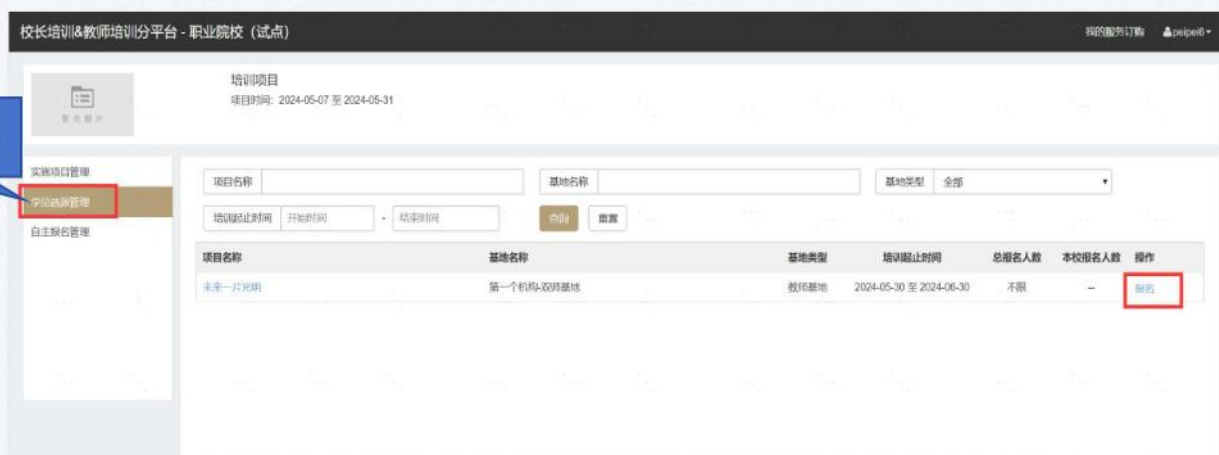 校长培训&教师培训分平台 - 职业院校（试点） 我的服务订购 peipei6
培训项目
项目时间：2024-05-07 至 2024-05-31
暂无图片
实施项目管理
学员选派管理
自主报名管理
项目名称 基地名称 基地类型 全部
培训起止时间 开始时间 - 结束时间 查询 重置
项目名称 基地名称 基地类型 培训起止时间 总报名人数 本校报名人数 操作
未来一片光明 第一个机构-双师基地 教师基地 2024-05-30 至 2024-06-30 不限 -- 报名